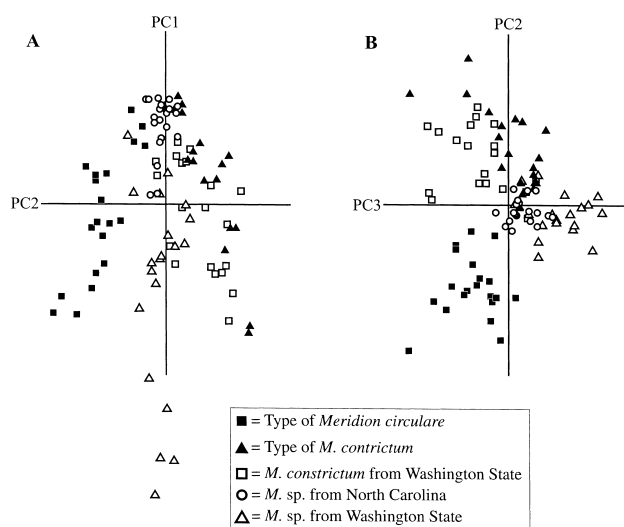 PC1
PC2
A
B
PC2
PC3
= Type of Meridion circulare
= Type of M. contrictum
= M. constrictum from Washington State
= M. sp. from North Carolina
= M. sp. from Washington State